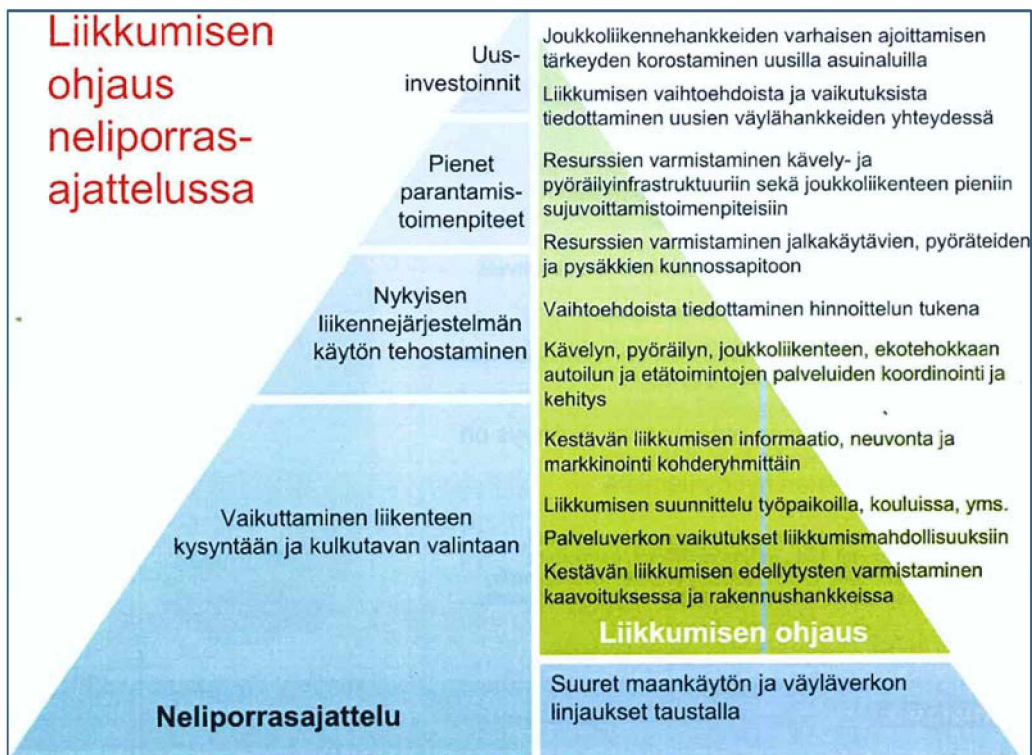 Liikkumisen
ohjaus
neliporras-
ajattelussa
Uus-
investoinnit
Pienet
parantamis-
toimenpiteet
Nykyisen
liikennejärjestelmän
käytön tehostaminen
Vaikuttaminen liikenteen
kysyntään ja kulkutavan valintaan
Neliporrasajattelu
Joukkoliikennehankkeiden varhaisen ajoittamisen
tärkeyden korostaminen uusilla asuinaluilla
Liikkumisen vaihtoehdoista ja vaikutuksista
tiedottaminen uusien väylähankkeiden yhteydessä
Resurssien varmistaminen kävely- ja
pyöräilyinfrastruktuuriin sekä joukkoliikenteen pieniin
sujuvoittamistoimenpiteisiin
Resurssien varmistaminen jalkakäytävien, pyöräteiden
ja pysäkkien kunnossapitoon
Vaihtoehdoista tiedottaminen hinnoittelun tukena
Kävelyn, pyöräilyn, joukkoliikenteen, ekotehokkaan
autoilun ja etätoimintojen palveluiden koordinointi ja
kehitys
Kestävän liikkumisen informaatio, neuvonta ja
markkinointi kohderyhmittäin
Liikkumisen suunnittelu työpaikoilla, kouluissa, yms.
Palveluverkon vaikutukset liikkumismahdollisuuksiin
Kestävän liikkumisen edellytysten varmistaminen
kaavoituksessa ja rakennushankkeissa
Liikkumisen ohjaus
Suuret maankäytön ja väyläverkon
linjaukset taustalla